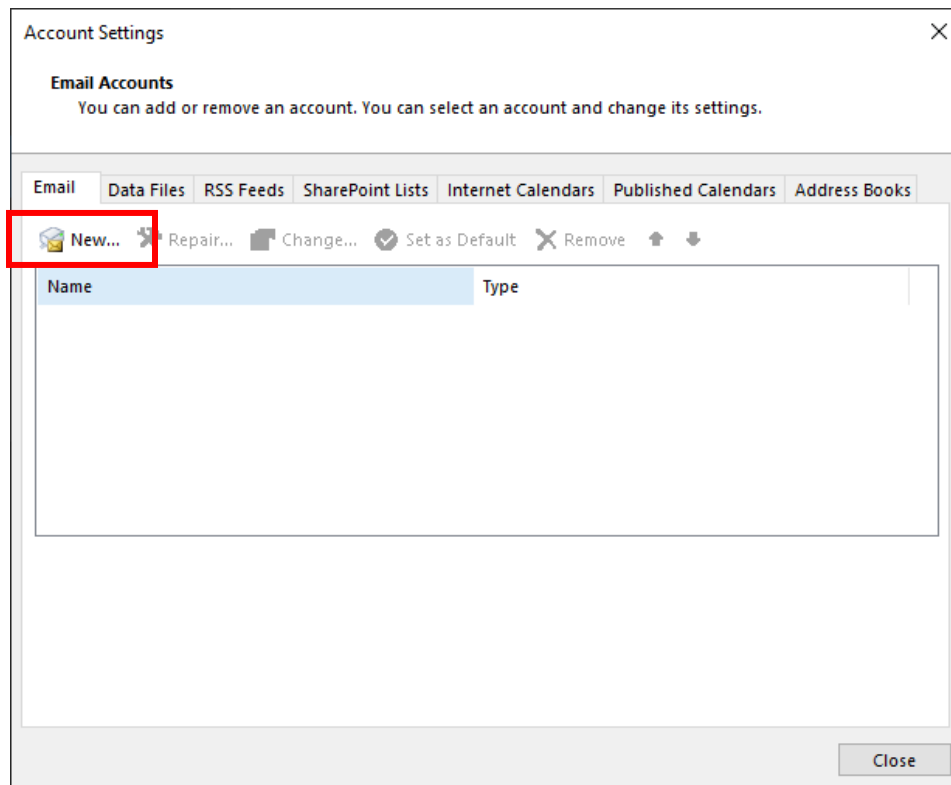 Account Settings
Email Accounts
You can add or remove an account. You can select an account and change its settings.
Email Data Files RSS Feeds SharePoint Lists Internet Calendars Published Calendars Address Books
New... Repair... Change... Set as Default Remove
Name Type
Close